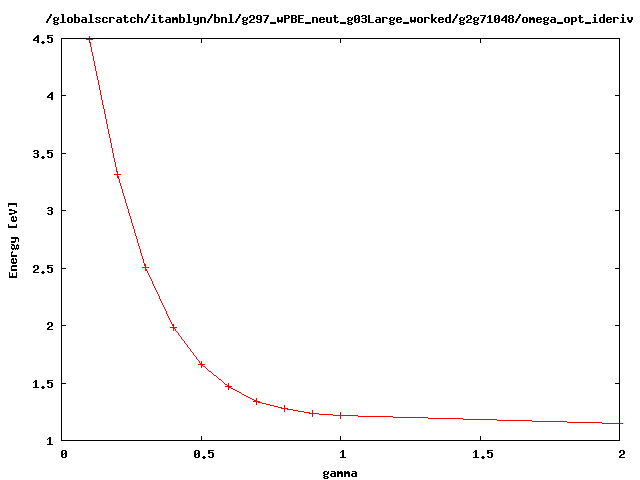 /globalscratch/itamblyn/bnl/g297_wPBE_neut_g03Large_worked/g2g71048/omega_opt_ideriv
4.5
4
3.5
3
2.5
2
1.5
1
Energy [eV]
0 0.5 1 1.5 2
gamma